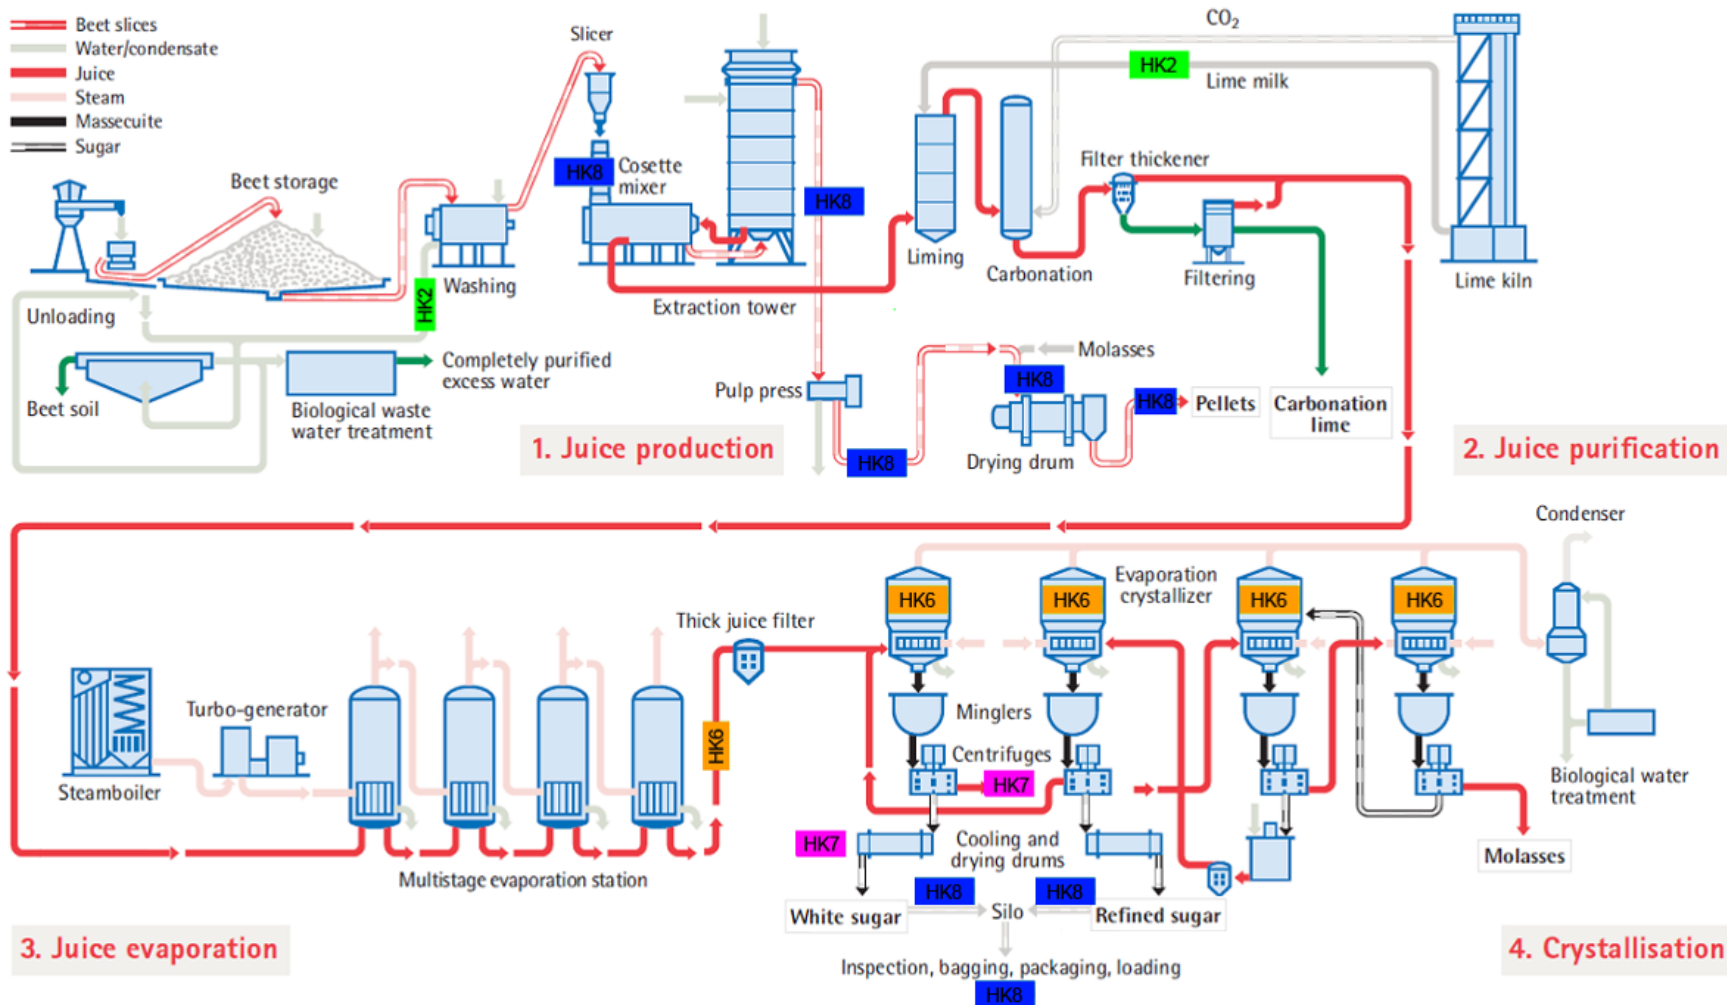 Beet slices
Water/condensate
Juice
Steam
Massecuite
Sugar
Slicer
CO2
HK2
Lime milk
Beet storage
HK8
Cosette
mixer
HK8
Filter thickener
Unloading
Washing
HK2
Extraction tower
Liming
Carbonation
Filtering
Lime kiln
Beet soil
Biological waste
water treatment
Completely purified
excess water
Pulp press
HK8
Molasses
HK8
Drying drum
HK8
Pellets
Carbonation
lime
1. Juice production
2. Juice purification
Condenser
Thick juice filter
HK6
HK6
Evaporation
crystallizer
HK6
HK6
Steamboiler
Turbo-generator
HK6
Multistage evaporation station
Minglers
Centrifuges
HK7
HK7
Cooling and
drying drums
Biological water
treatment
Molasses
White sugar
HK8
Silo
HK8
Refined sugar
Inspection, bagging, packaging, loading
HK8
3. Juice evaporation
4. Crystallisation